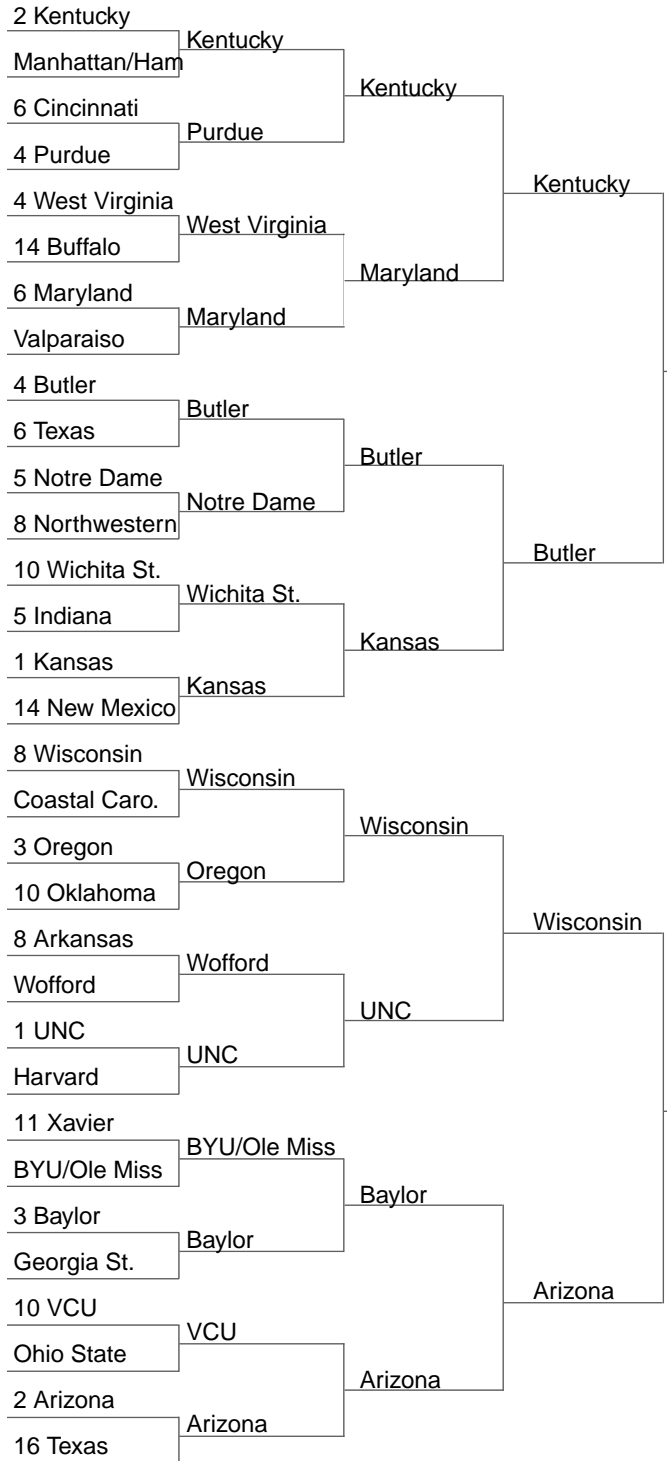 2 Kentucky
Manhattan/Ham
6 Cincinnati
4 Purdue
4 West Virginia
14 Buffalo
6 Maryland
Valparaiso
4 Butler
6 Texas
5 Notre Dame
8 Northwestern
10 Wichita St.
5 Indiana
1 Kansas
14 New Mexico
8 Wisconsin
Coastal Caro.
3 Oregon
10 Oklahoma
8 Arkansas
Wofford
1 UNC
Harvard
11 Xavier
BYU/Ole Miss
3 Baylor
Georgia St.
10 VCU
Ohio State
2 Arizona
16 Texas
Kentucky
Purdue
West Virginia
Maryland
Butler
Notre Dame
Wichita St.
Kansas
Wisconsin
Oregon
Wofford
UNC
BYU/Ole Miss
Baylor
VCU
Arizona
Kentucky
Maryland
Butler
Kansas
Wisconsin
UNC
Baylor
Arizona
Kentucky
Butler
Wisconsin
Arizona